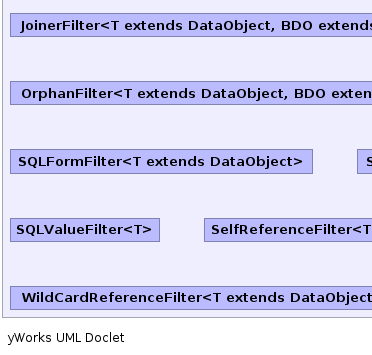 JoinerFilter<T extends DataObject, BDO extends
OrphanFilter<T extends DataObject, BDO exten
SQLFormFilter<T extends DataObject> S
SQLValueFilter<T> SelfReferenceFilter<T
WildCardReferenceFilter<T extends DataObject
yWorks UML Doclet